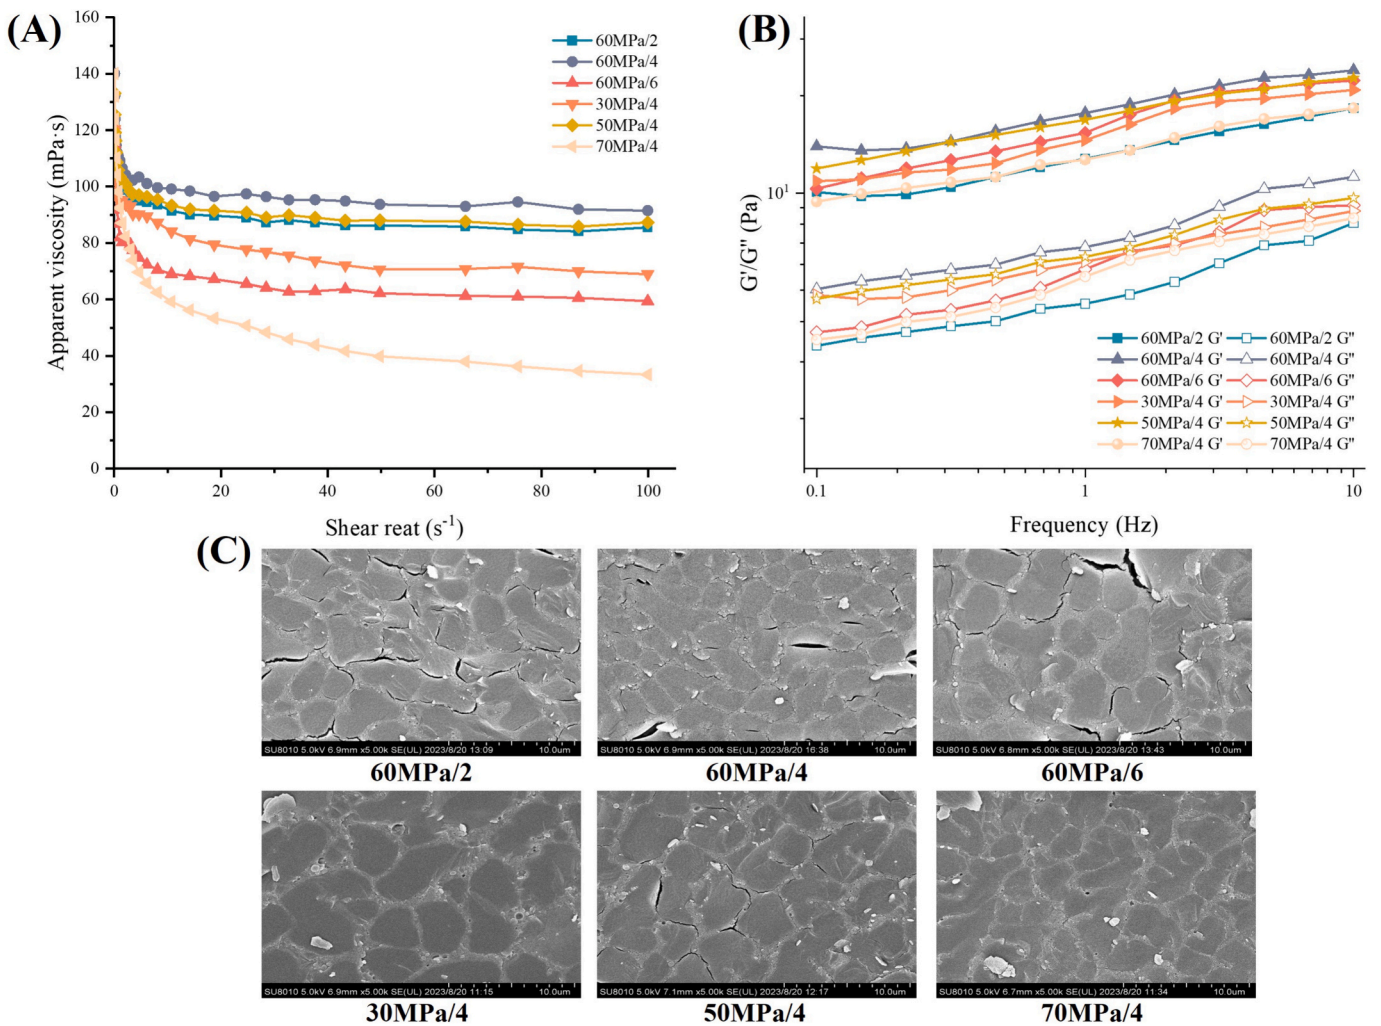 (A)
160
140
120
100
80
60
40
20
0
Apparent viscosity (mPa·s)
0 20 40 60 80 100
Shear reat (s⁻¹)
60MPa/2
60MPa/4
60MPa/6
30MPa/4
50MPa/4
70MPa/4
(B)
10¹
G'/G" (Pa)
0.1 1 10
Frequency (Hz)
60MPa/2 G' 60MPa/2 G"
60MPa/4 G' 60MPa/4 G"
60MPa/6 G' 60MPa/6 G"
30MPa/4 G' 30MPa/4 G"
50MPa/4 G' 50MPa/4 G"
70MPa/4 G' 70MPa/4 G"
(C)
SU8010 5.0kV 6.9mm x5.00k SE(UL) 2023/8/20 13:09 10.0um
60MPa/2
SU8010 5.0kV 6.9mm x5.00k SE(UL) 2023/8/20 16:38 10.0um
60MPa/4
SU8010 5.0kV 6.8mm x5.00k SE(UL) 2023/8/20 13:43 10.0um
60MPa/6
SU8010 5.0kV 6.9mm x5.00k SE(UL) 2023/8/20 11:15 10.0um
30MPa/4
SU8010 5.0kV 7.1mm x5.00k SE(UL) 2023/8/20 12:17 10.0um
50MPa/4
SU8010 5.0kV 6.7mm x5.00k SE(UL) 2023/8/20 11:34 10.0um
70MPa/4